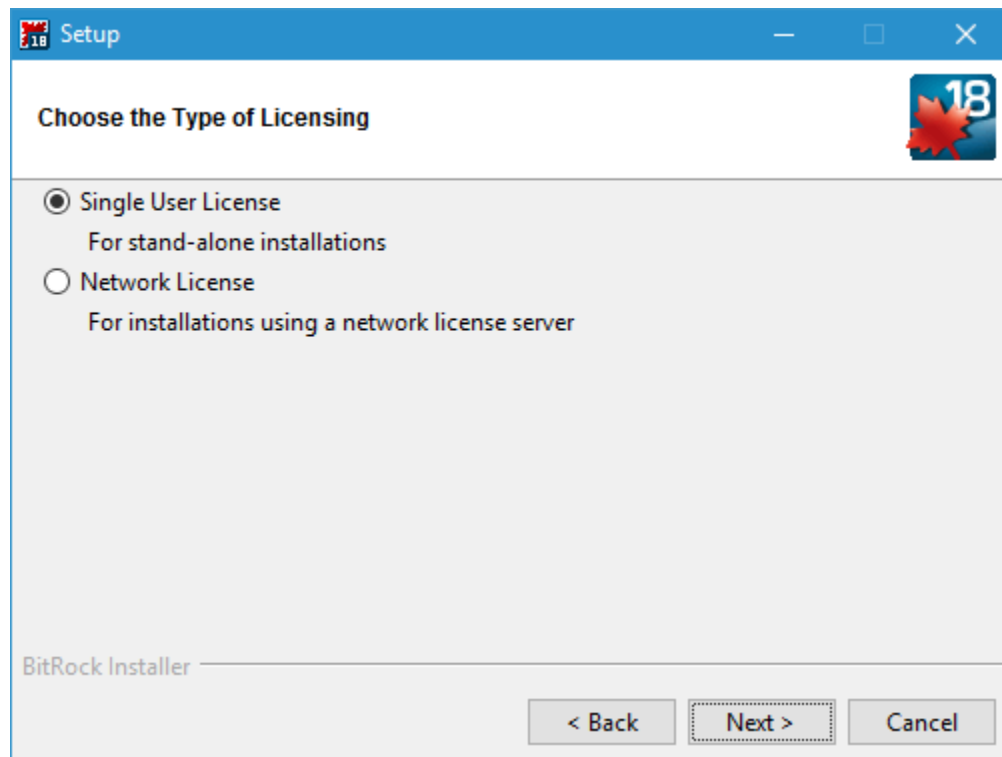 18 Setup
Choose the Type of Licensing
18
Single User License
For stand-alone installations
Network License
For installations using a network license server
BitRock Installer
< Back Next > Cancel